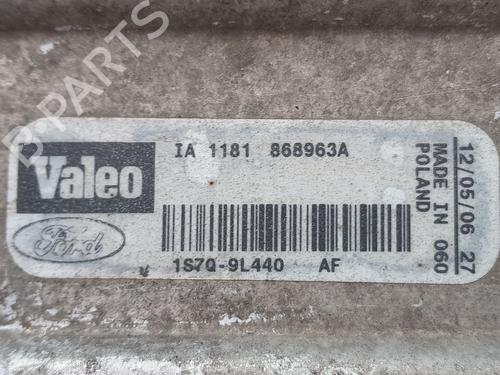 B PARTS
Valeo
IA 1181 868963A
Ford
1S7Q-9L440 AF
MADE IN 060
POLAND
12/05/06 27